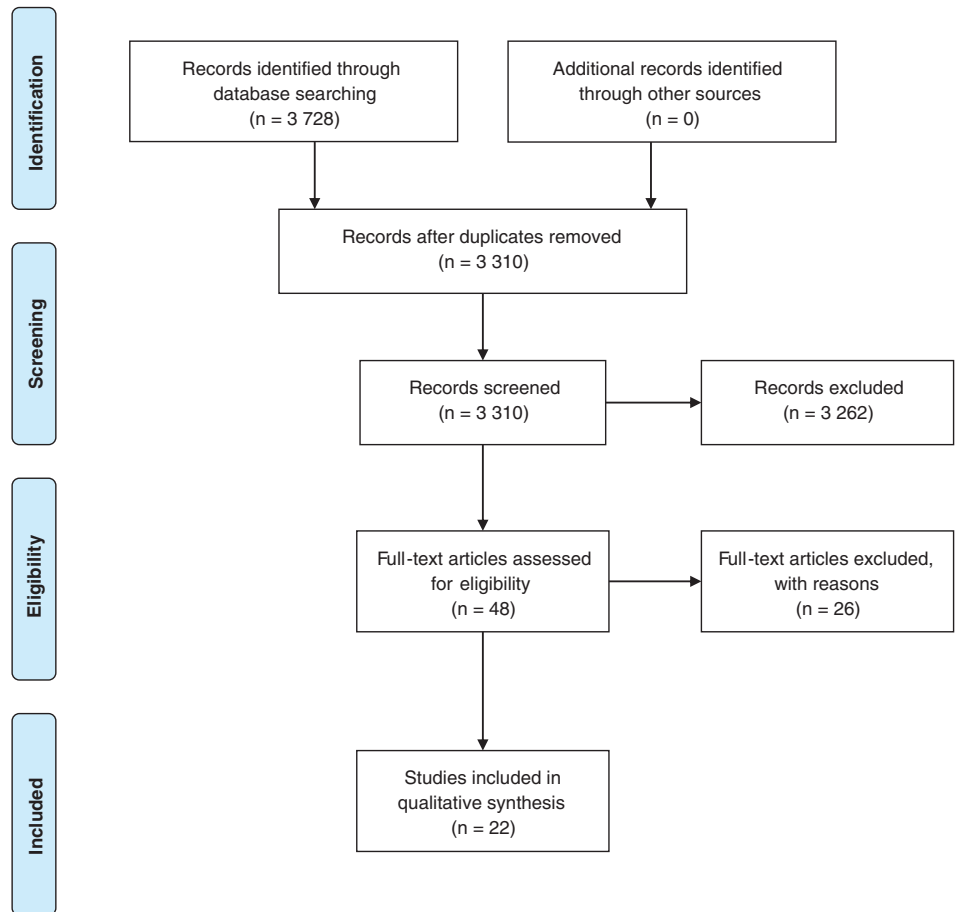 Identification
Records identified through
database searching
(n = 3 728)
Additional records identified
through other sources
(n = 0)
Records after duplicates removed
(n = 3 310)
Screening
Records screened
(n = 3 310)
Records excluded
(n = 3 262)
Eligibility
Full-text articles assessed
for eligibility
(n = 48)
Full-text articles excluded,
with reasons
(n = 26)
Included
Studies included in
qualitative synthesis
(n = 22)